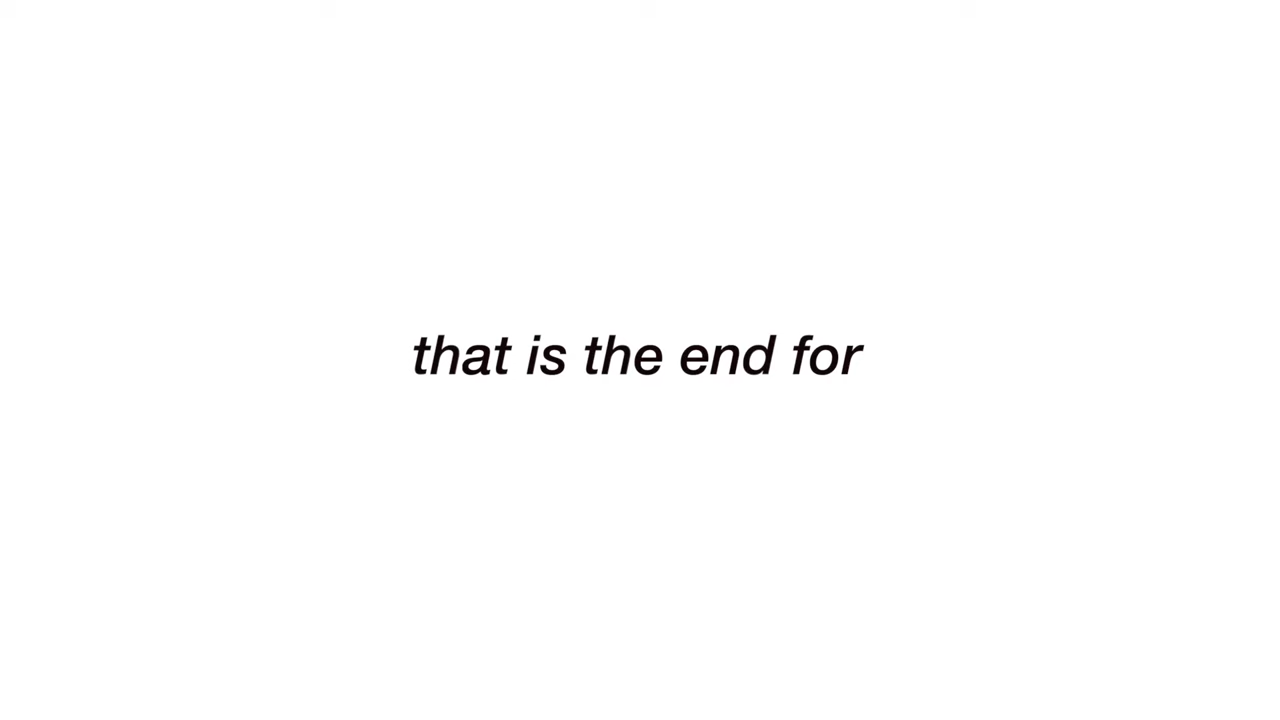 that is the end for